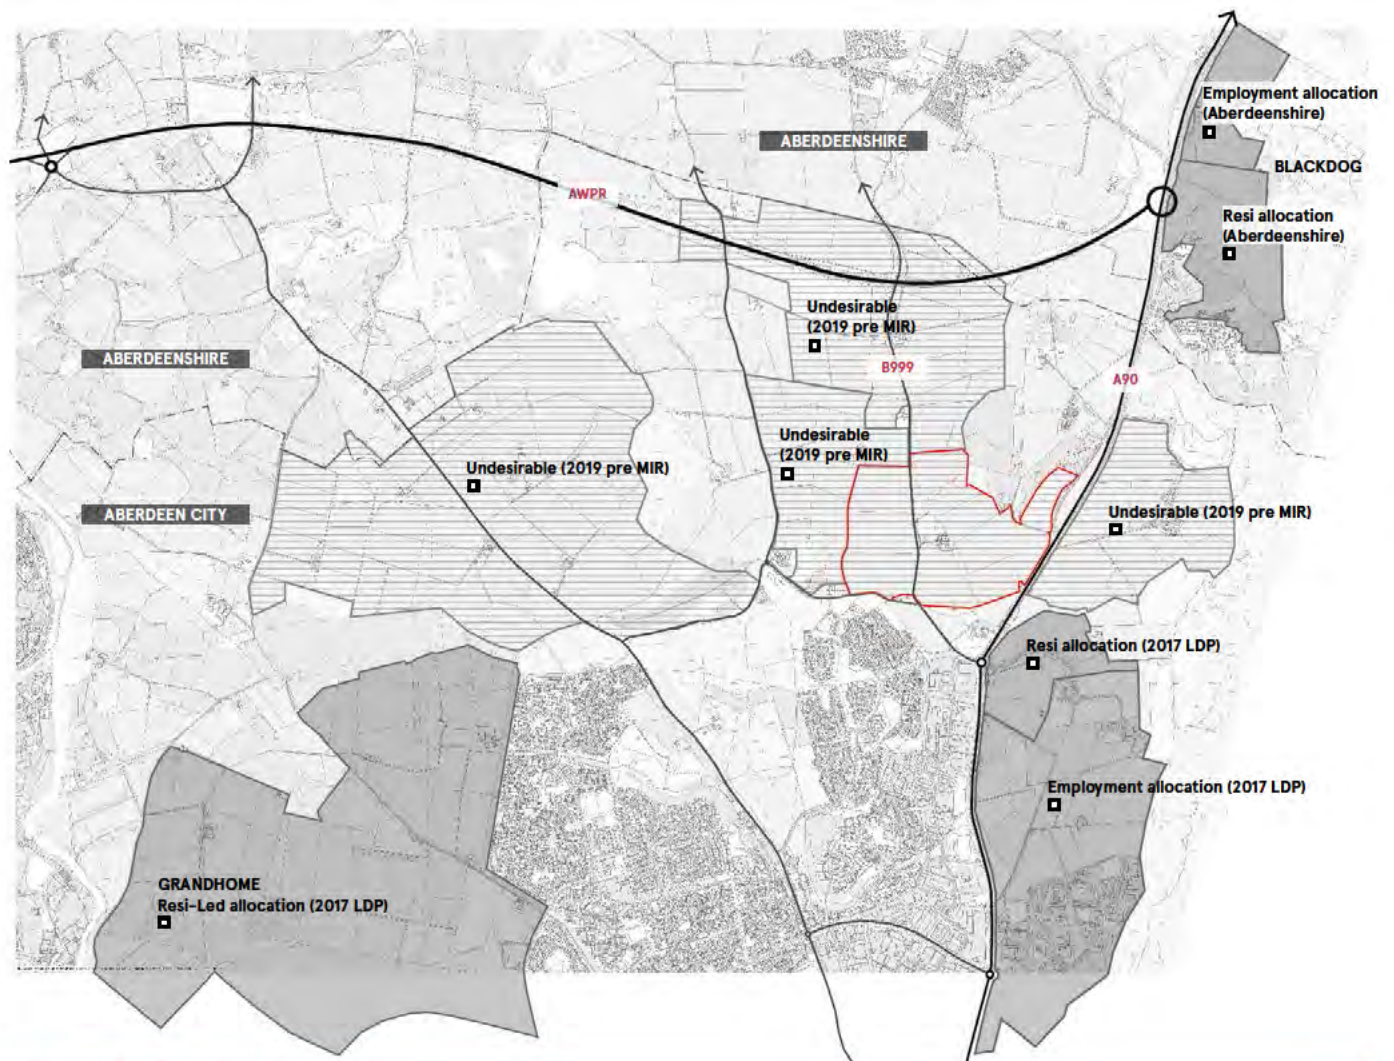 Employment allocation
(Aberdeenshire)
ABERDEENSHIRE
BLACKDOG
AWPR
Resi allocation
(Aberdeenshire)
Undesirable
(2019 pre MIR)
ABERDEENSHIRE
B999
A90
Undesirable
(2019 pre MIR)
Undesirable (2019 pre MIR)
ABERDEEN CITY
Undesirable (2019 pre MIR)
Resi allocation (2017 LDP)
Employment allocation (2017 LDP)
GRANDHOME
Resi-Led allocation (2017 LDP)